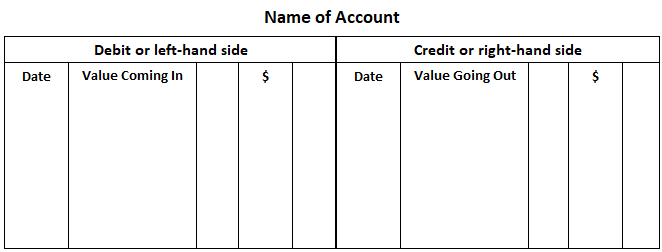 Name of Account
Debit or left-hand side Credit or right-hand side
Date Value Coming In $ Date Value Going Out $